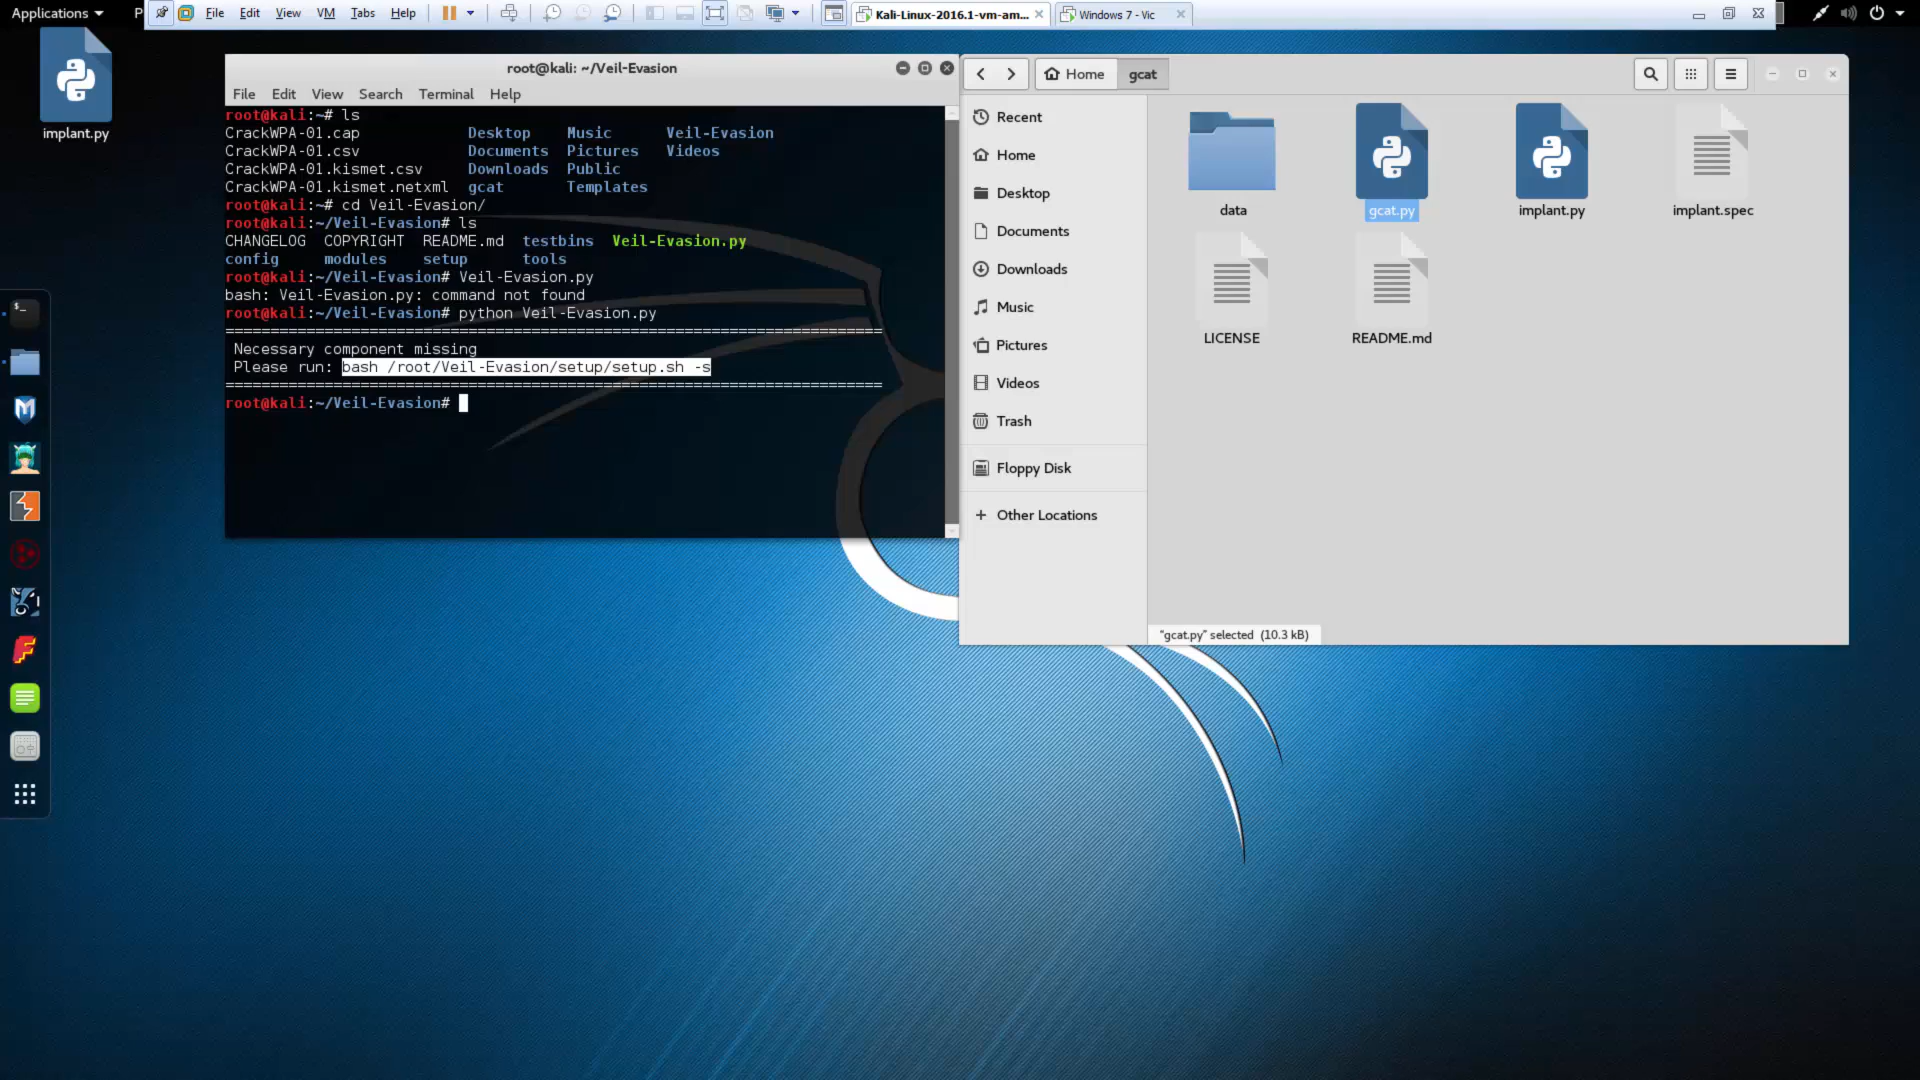 Applications
P
File Edit View VM Tabs Help
Kali-Linux-2016.1-vm-am...
Windows 7 - Vic
implant.py
root@kali: ~/Veil-Evasion
File Edit View Search Terminal Help
root@kali:~# ls
CrackWPA-01.cap Desktop Music Veil-Evasion
CrackWPA-01.csv Documents Pictures Videos
CrackWPA-01.kismet.csv Downloads Public
CrackWPA-01.kismet.netxml gcat Templates
root@kali:~# cd Veil-Evasion/
root@kali:~/Veil-Evasion# ls
CHANGELOG COPYRIGHT README.md testbins Veil-Evasion.py
config modules setup tools
root@kali:~/Veil-Evasion# Veil-Evasion.py
bash: Veil-Evasion.py: command not found
root@kali:~/Veil-Evasion# python Veil-Evasion.py
=========================================================================
Necessary component missing
Please run: bash /root/Veil-Evasion/setup/setup.sh -s
=========================================================================
root@kali:~/Veil-Evasion#
Home gcat
Recent
Home
Desktop
Documents
Downloads
Music
Pictures
Videos
Trash
Floppy Disk
+ Other Locations
data
gcat.py
implant.py
implant.spec
LICENSE
README.md
"gcat.py" selected (10.3 kB)